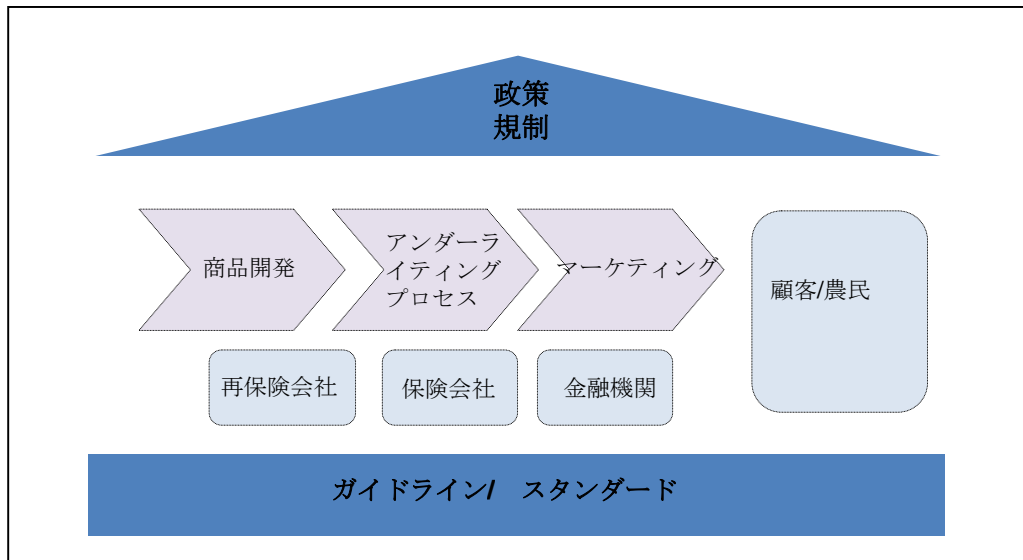 政策
規制
商品開発
アンダーラ
イティング
プロセス
マーケティング
顧客/農民
再保険会社
保険会社
金融機関
ガイドライン/　スタンダード